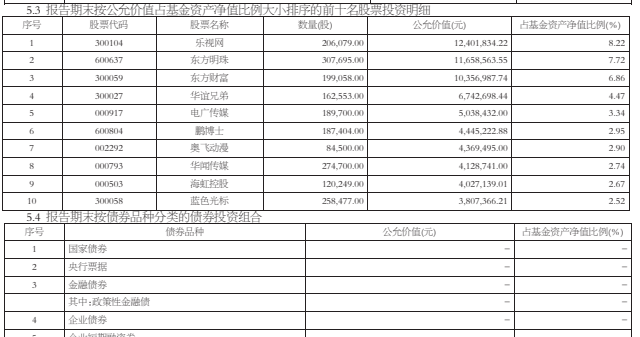 5.3 报告期末按公允价值占基金资产净值比例大小排序的前十名股票投资明细
序号 股票代码 股票名称 数量(股) 公允价值(元) 占基金资产净值比例(%)
1 300104 乐视网 206,079.00 12,401,834.22 8.22
2 600637 东方明珠 307,695.00 11,658,563.55 7.72
3 300059 东方财富 199,058.00 10,356,987.74 6.86
4 300027 华谊兄弟 162,553.00 6,742,698.44 4.47
5 000917 电广传媒 189,700.00 5,038,432.00 3.34
6 600804 鹏博士 187,404.00 4,445,222.88 2.95
7 002292 奥飞动漫 84,500.00 4,369,495.00 2.90
8 000793 华闻传媒 274,700.00 4,128,741.00 2.74
9 000503 海虹控股 120,249.00 4,027,139.01 2.67
10 300058 蓝色光标 258,477.00 3,807,366.21 2.52
5.4 报告期末按债券品种分类的债券投资组合
序号 债券品种 公允价值(元) 占基金资产净值比例(%)
1 国家债券 － －
2 央行票据 － －
3 金融债券 － －
其中:政策性金融债 － －
4 企业债券 － －